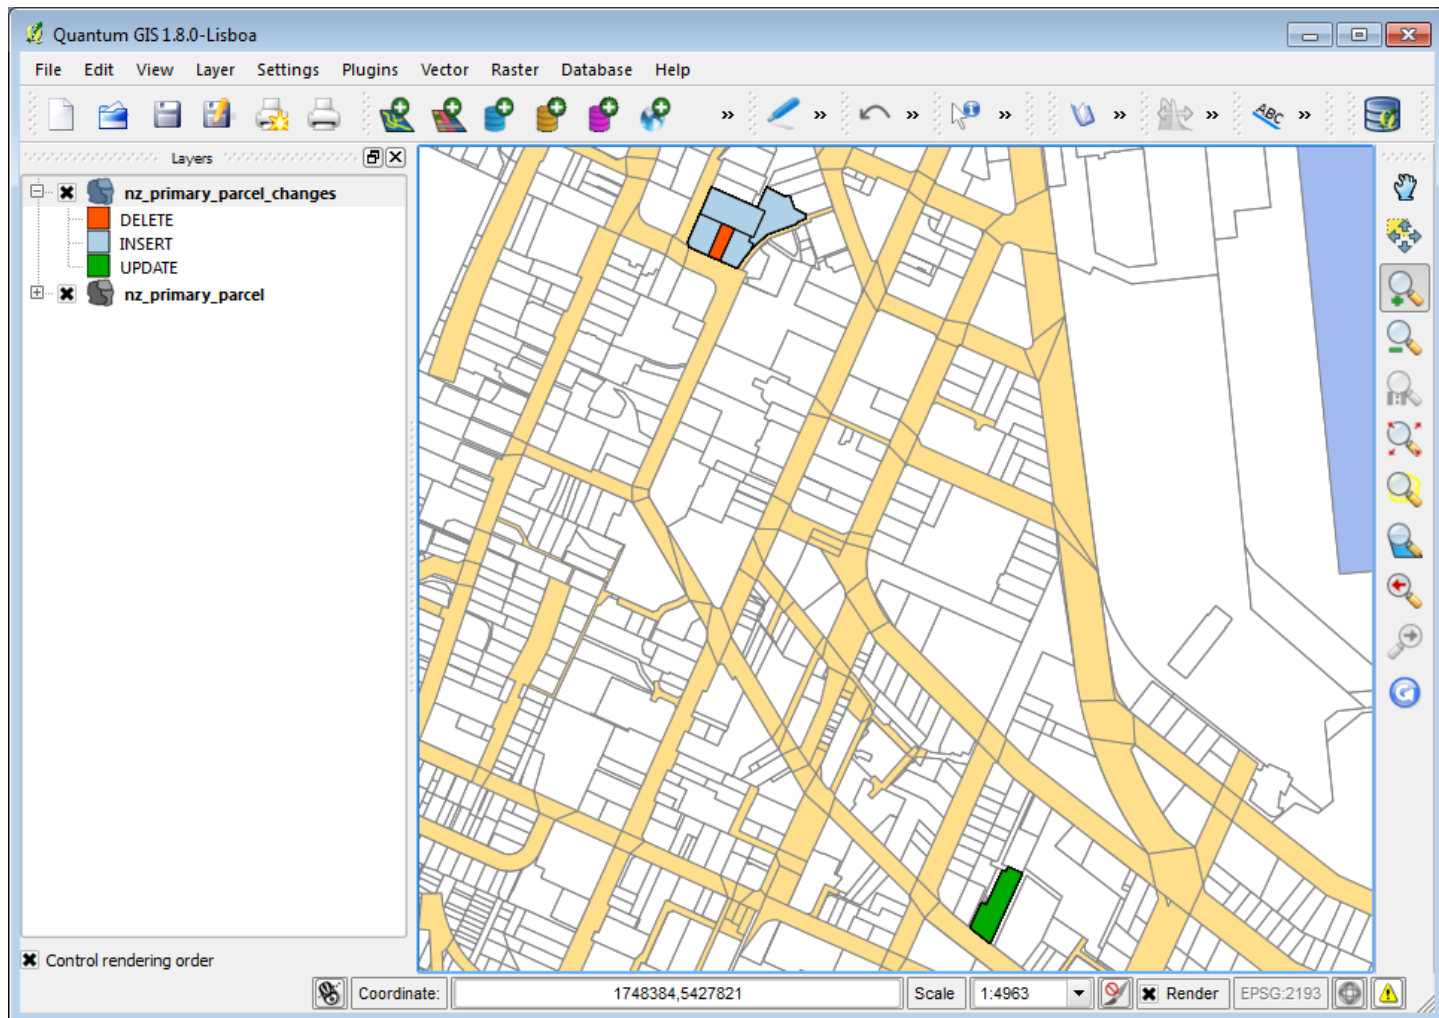 Quantum GIS 1.8.0-Lisboa
File Edit View Layer Settings Plugins Vector Raster Database Help
ABC
Layers
nz_primary_parcel_changes
DELETE
INSERT
UPDATE
nz_primary_parcel
Control rendering order
Coordinate: 1748384,5427821 Scale 1:4963 Render EPSG:2193